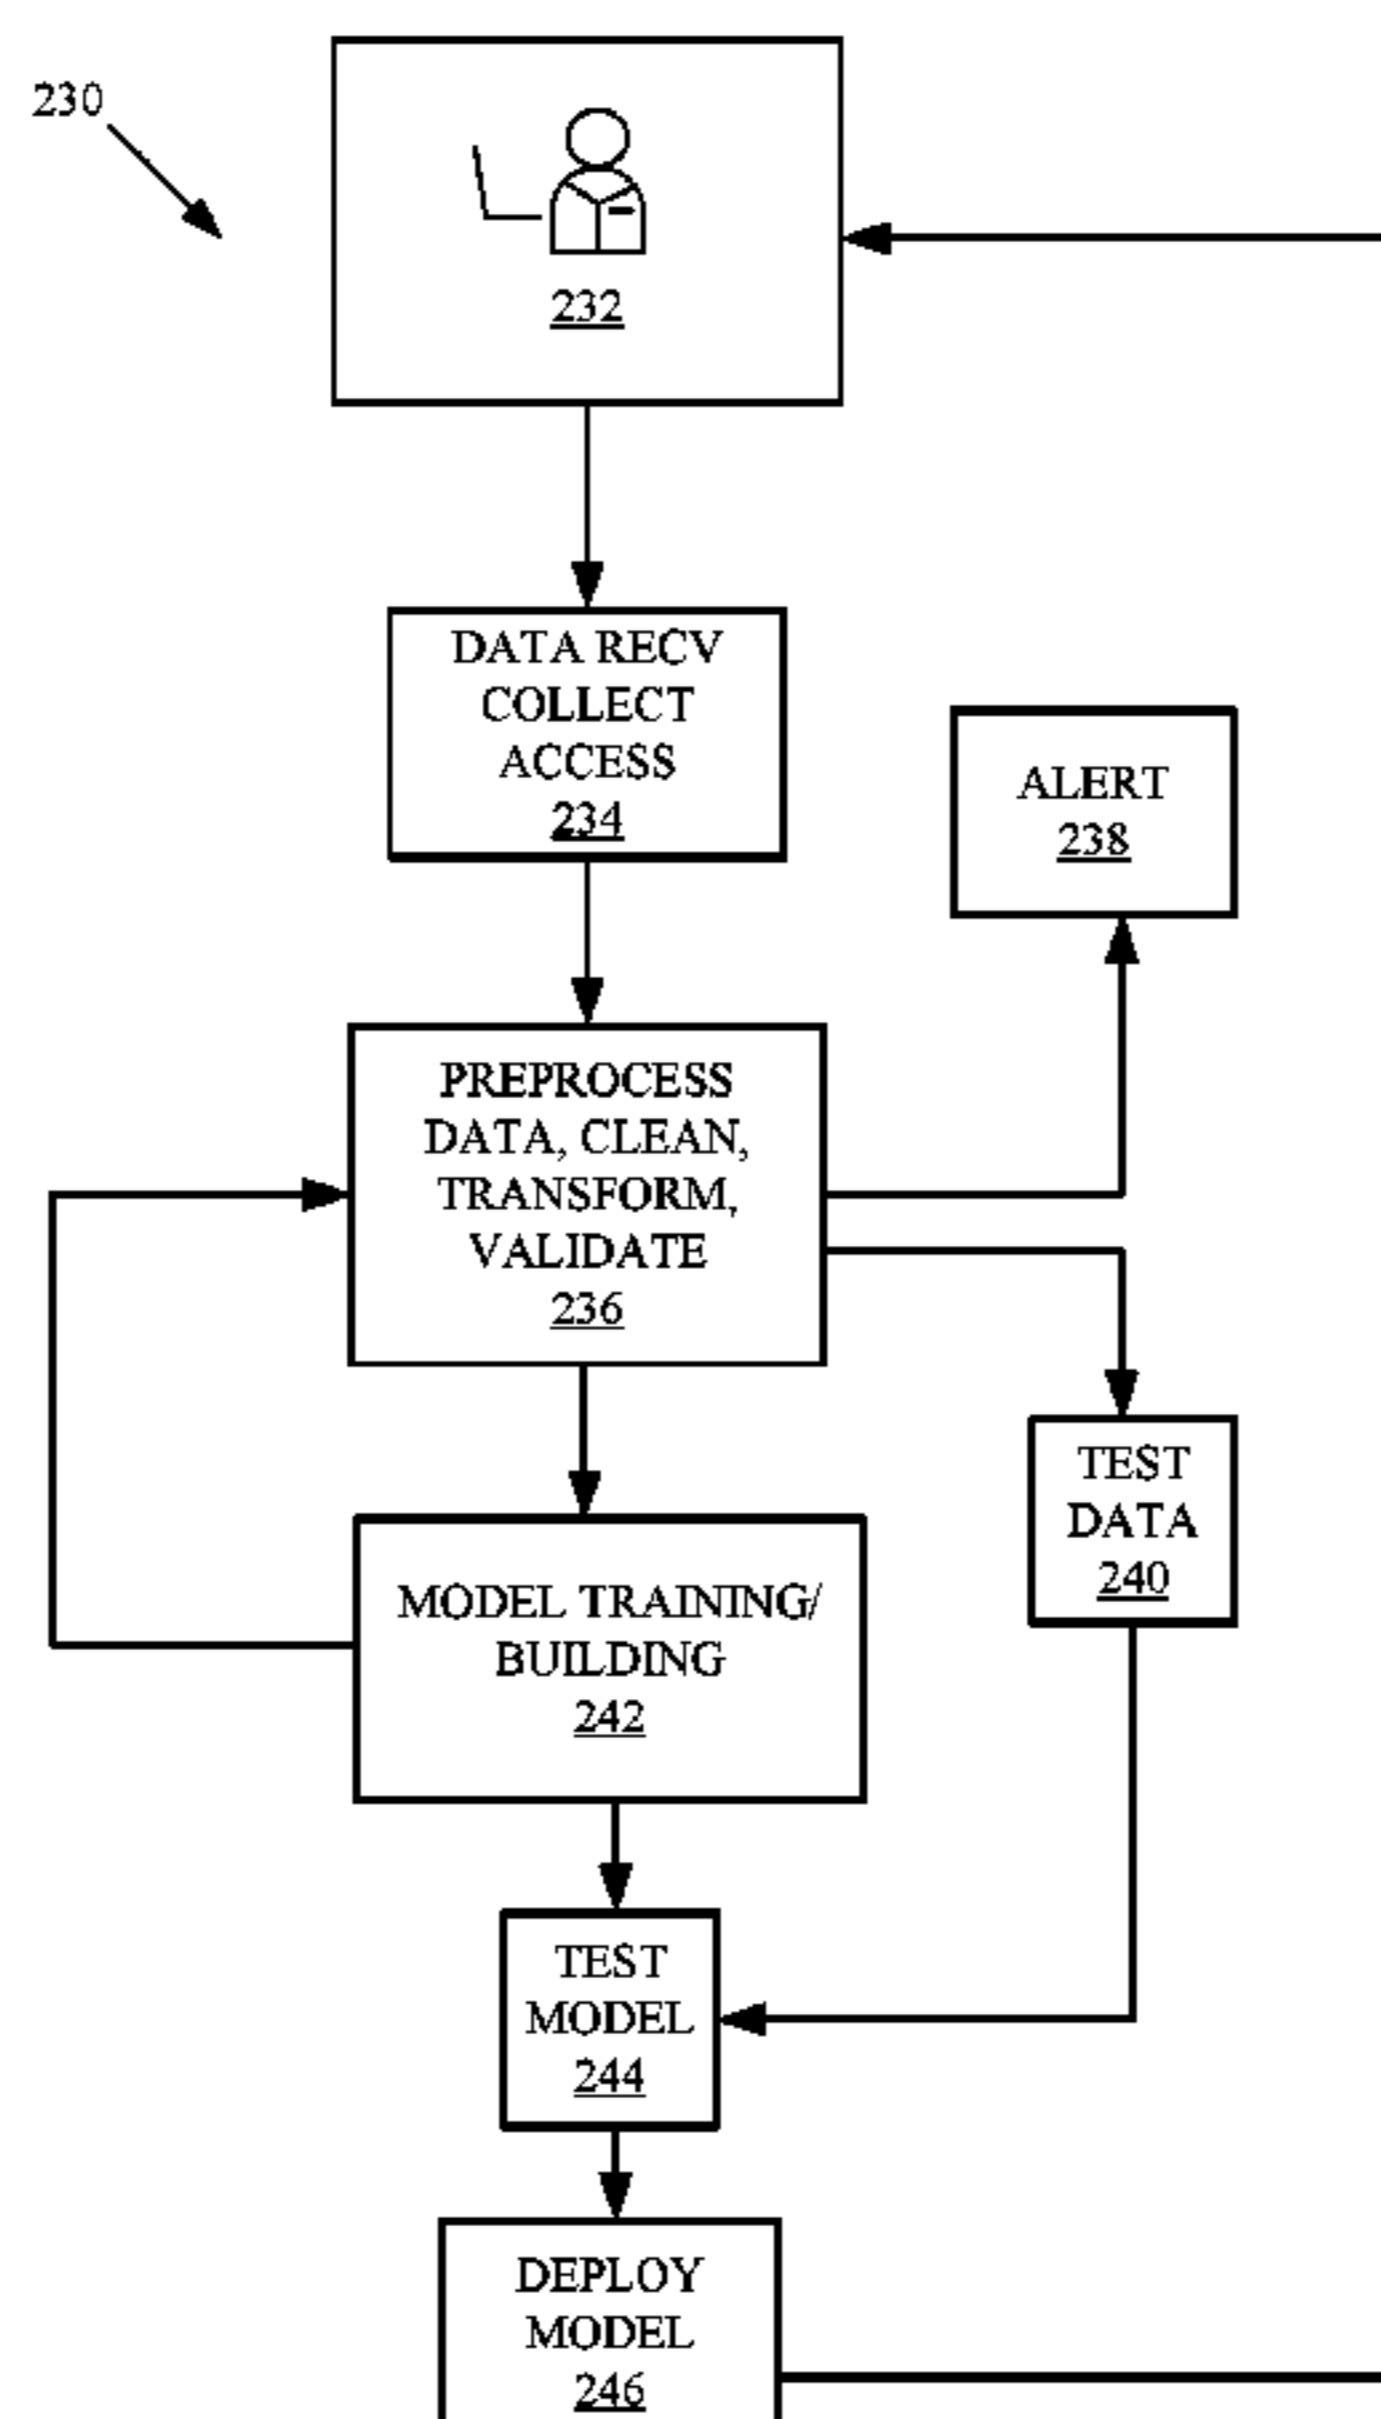 230
232
DATA RECV
COLLECT
ACCESS
234
ALERT
238
PREPROCESS
DATA, CLEAN,
TRANSFORM,
VALIDATE
236
TEST
DATA
240
MODEL TRAINING/
BUILDING
242
TEST
MODEL
244
DEPLOY
MODEL
246